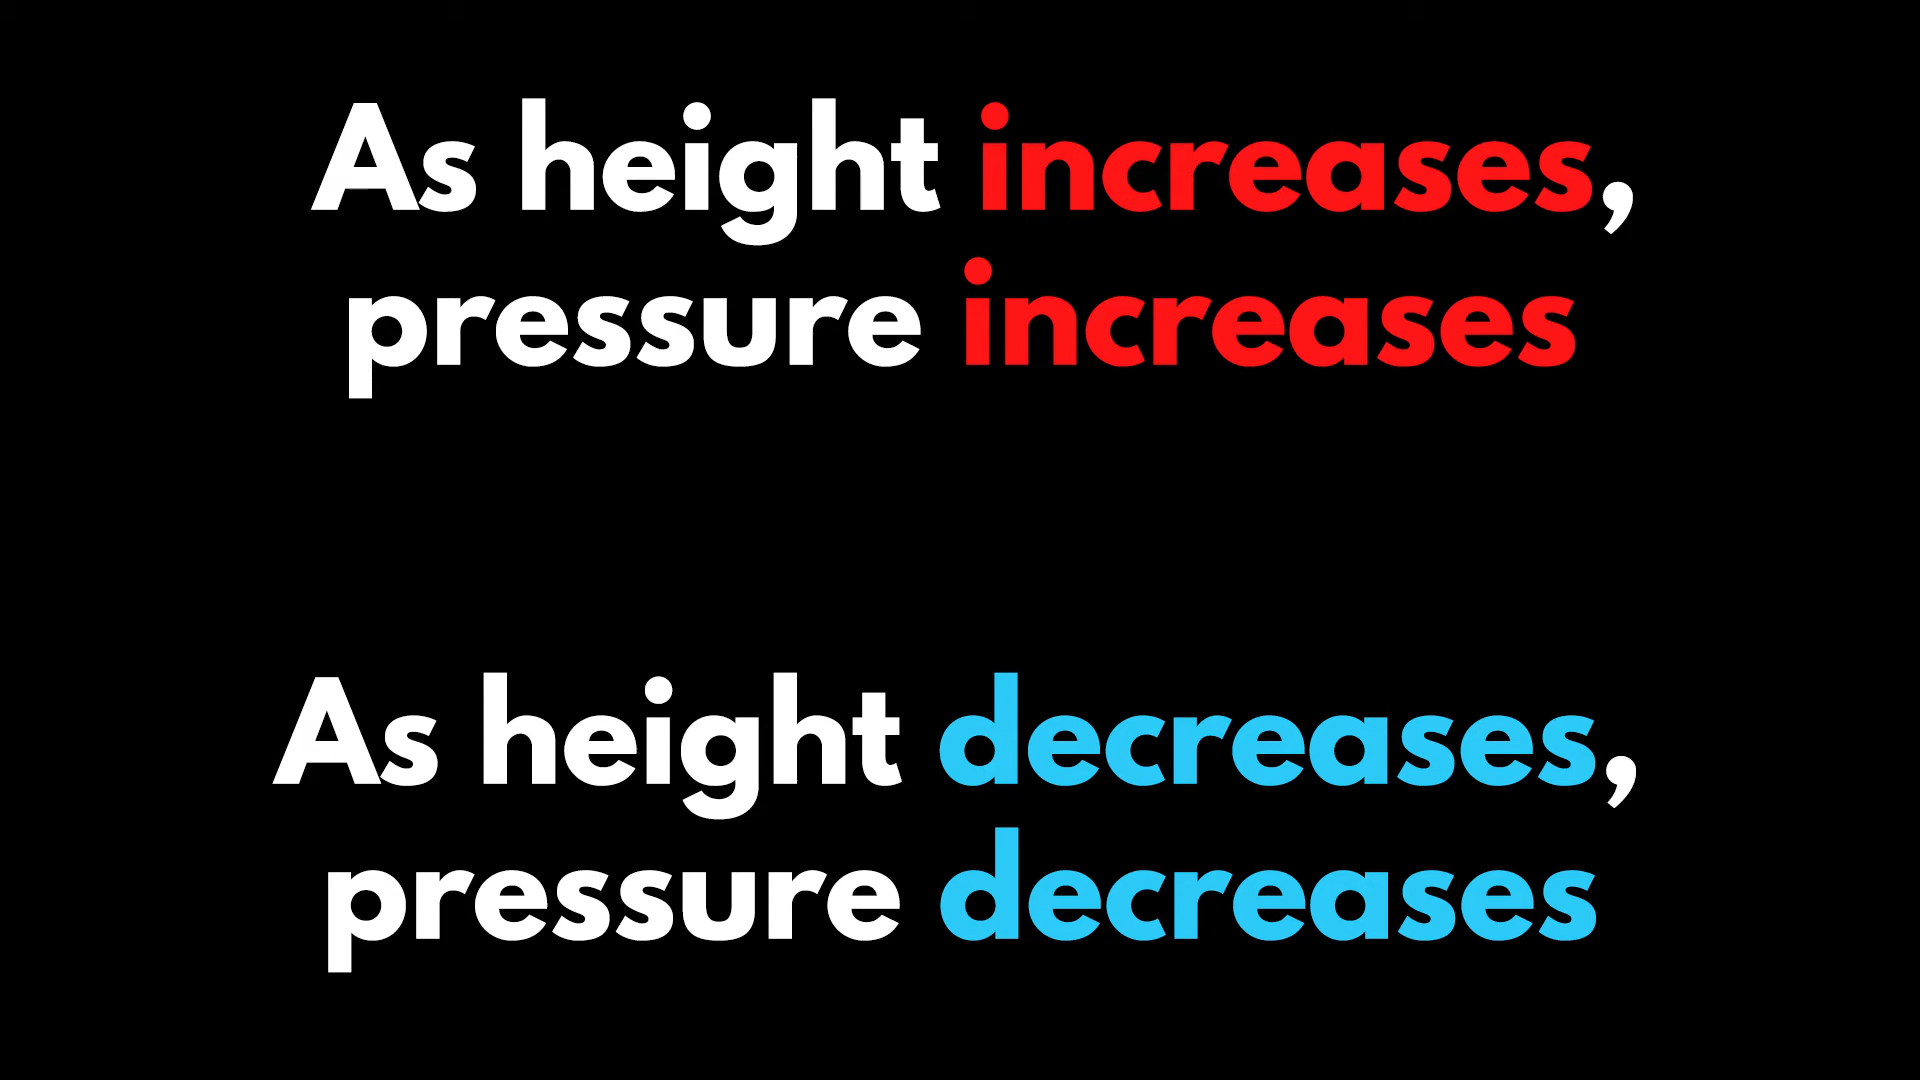 As height increases,
pressure increases
As height decreases,
pressure decreases